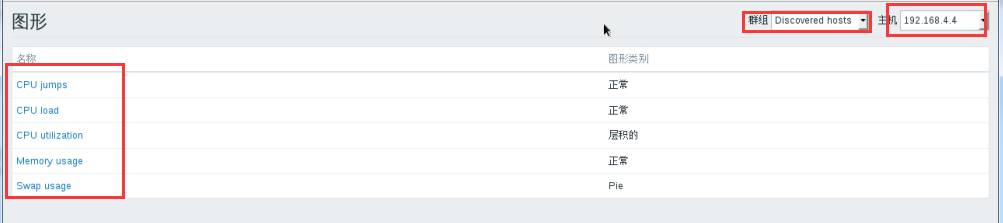 图形 群组 Discovered hosts 主机 192.168.4.4
名称 图形类别
CPU jumps 正常
CPU load 正常
CPU utilization 层积的
Memory usage 正常
Swap usage Pie